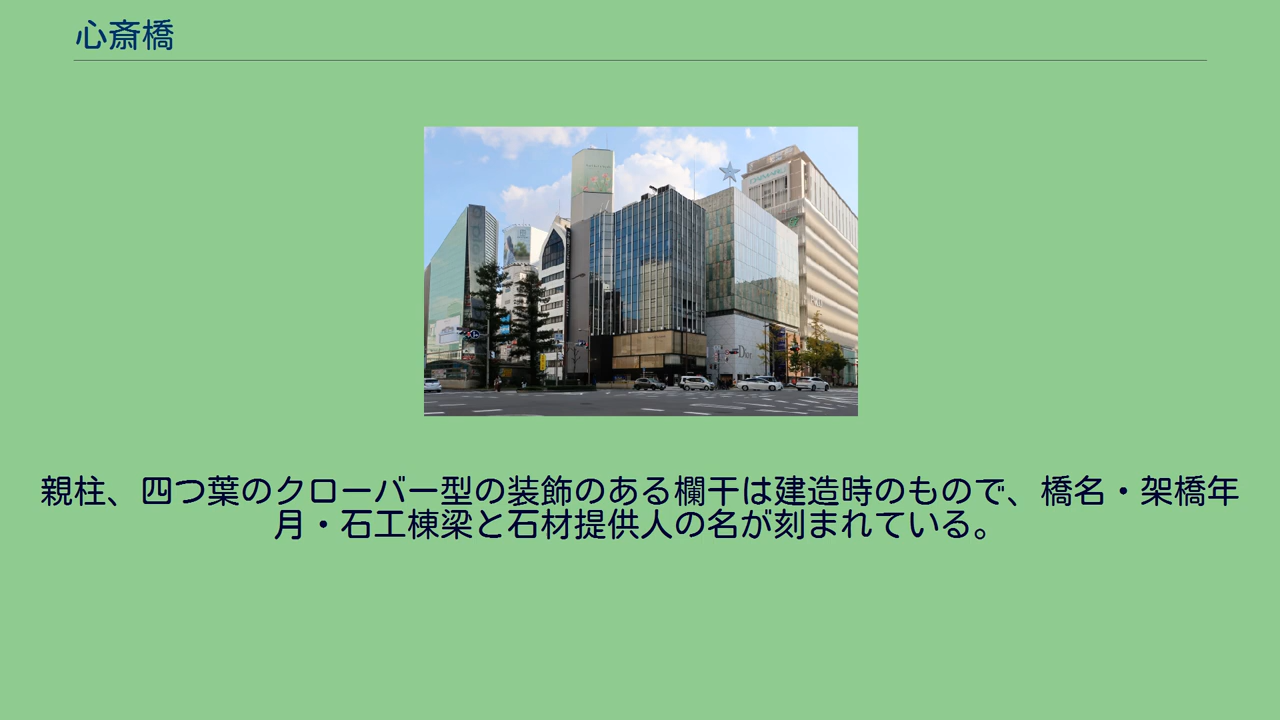 心斎橋
DAIMARU
Dior
親柱、四つ葉のクローバー型の装飾のある欄干は建造時のもので、橋名・架橋年
月・石工棟梁と石材提供人の名が刻まれている。